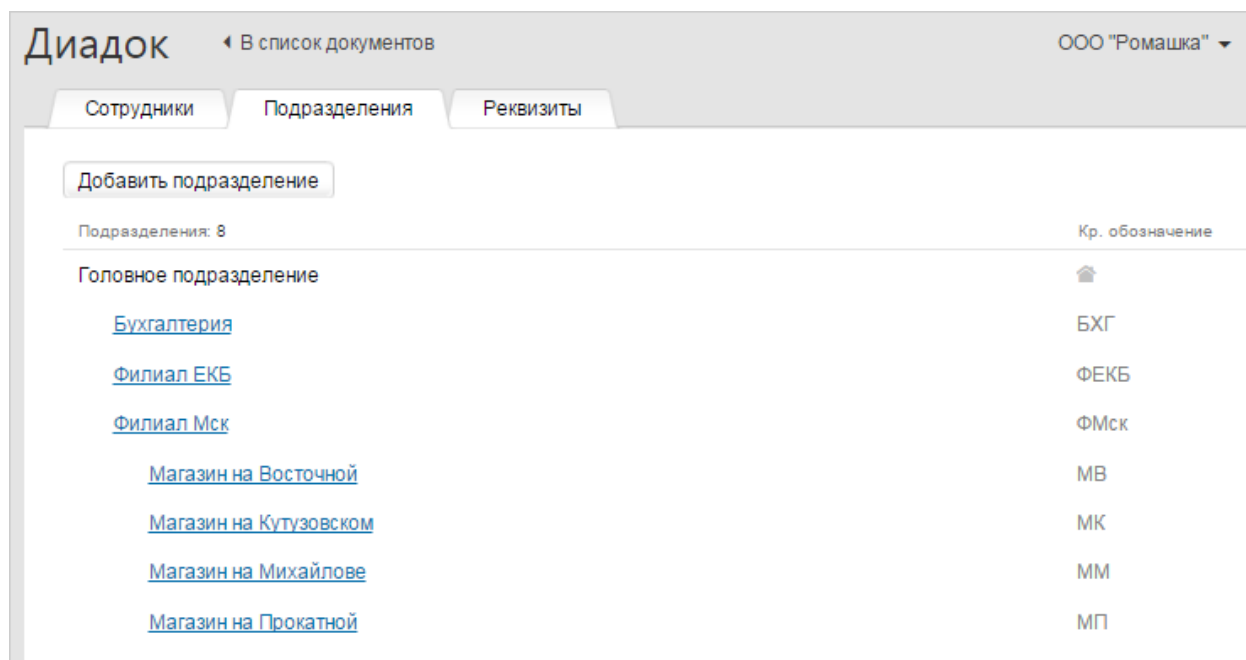 Диадок В список документов ООО "Ромашка"
Сотрудники Подразделения Реквизиты
Добавить подразделение
Подразделения: 8 Кр. обозначение
Головное подразделение
Бухгалтерия БХГ
Филиал ЕКБ ФЕКБ
Филиал Мск ФМск
Магазин на Восточной МВ
Магазин на Кутузовском МК
Магазин на Михайлове ММ
Магазин на Прокатной МП